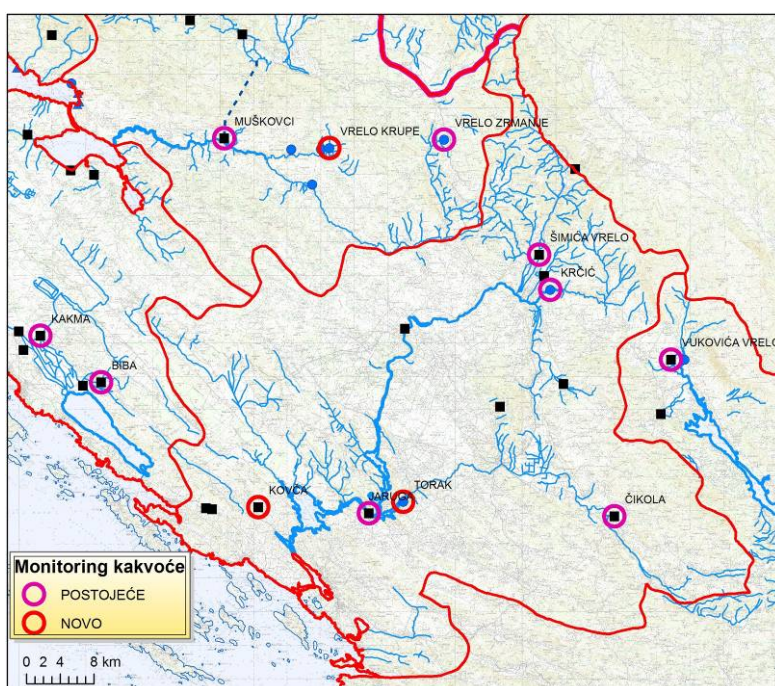 MUŠKOVCI
VRELO KRUPE
VRELO ZRMANJE
ŠIMIĆA VRELO
KRČIĆ
KAKMA
VUKOVIĆA VRELO
BIBA
KOVČA
JARUGA
TORAK
ČIKOLA
Monitoring kakvoće
POSTOJEĆE
NOVO
0 2 4 8 km